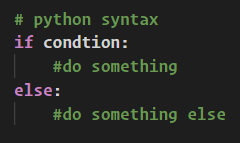 # python syntax
if condtion:
    #do something
else:
    #do something else